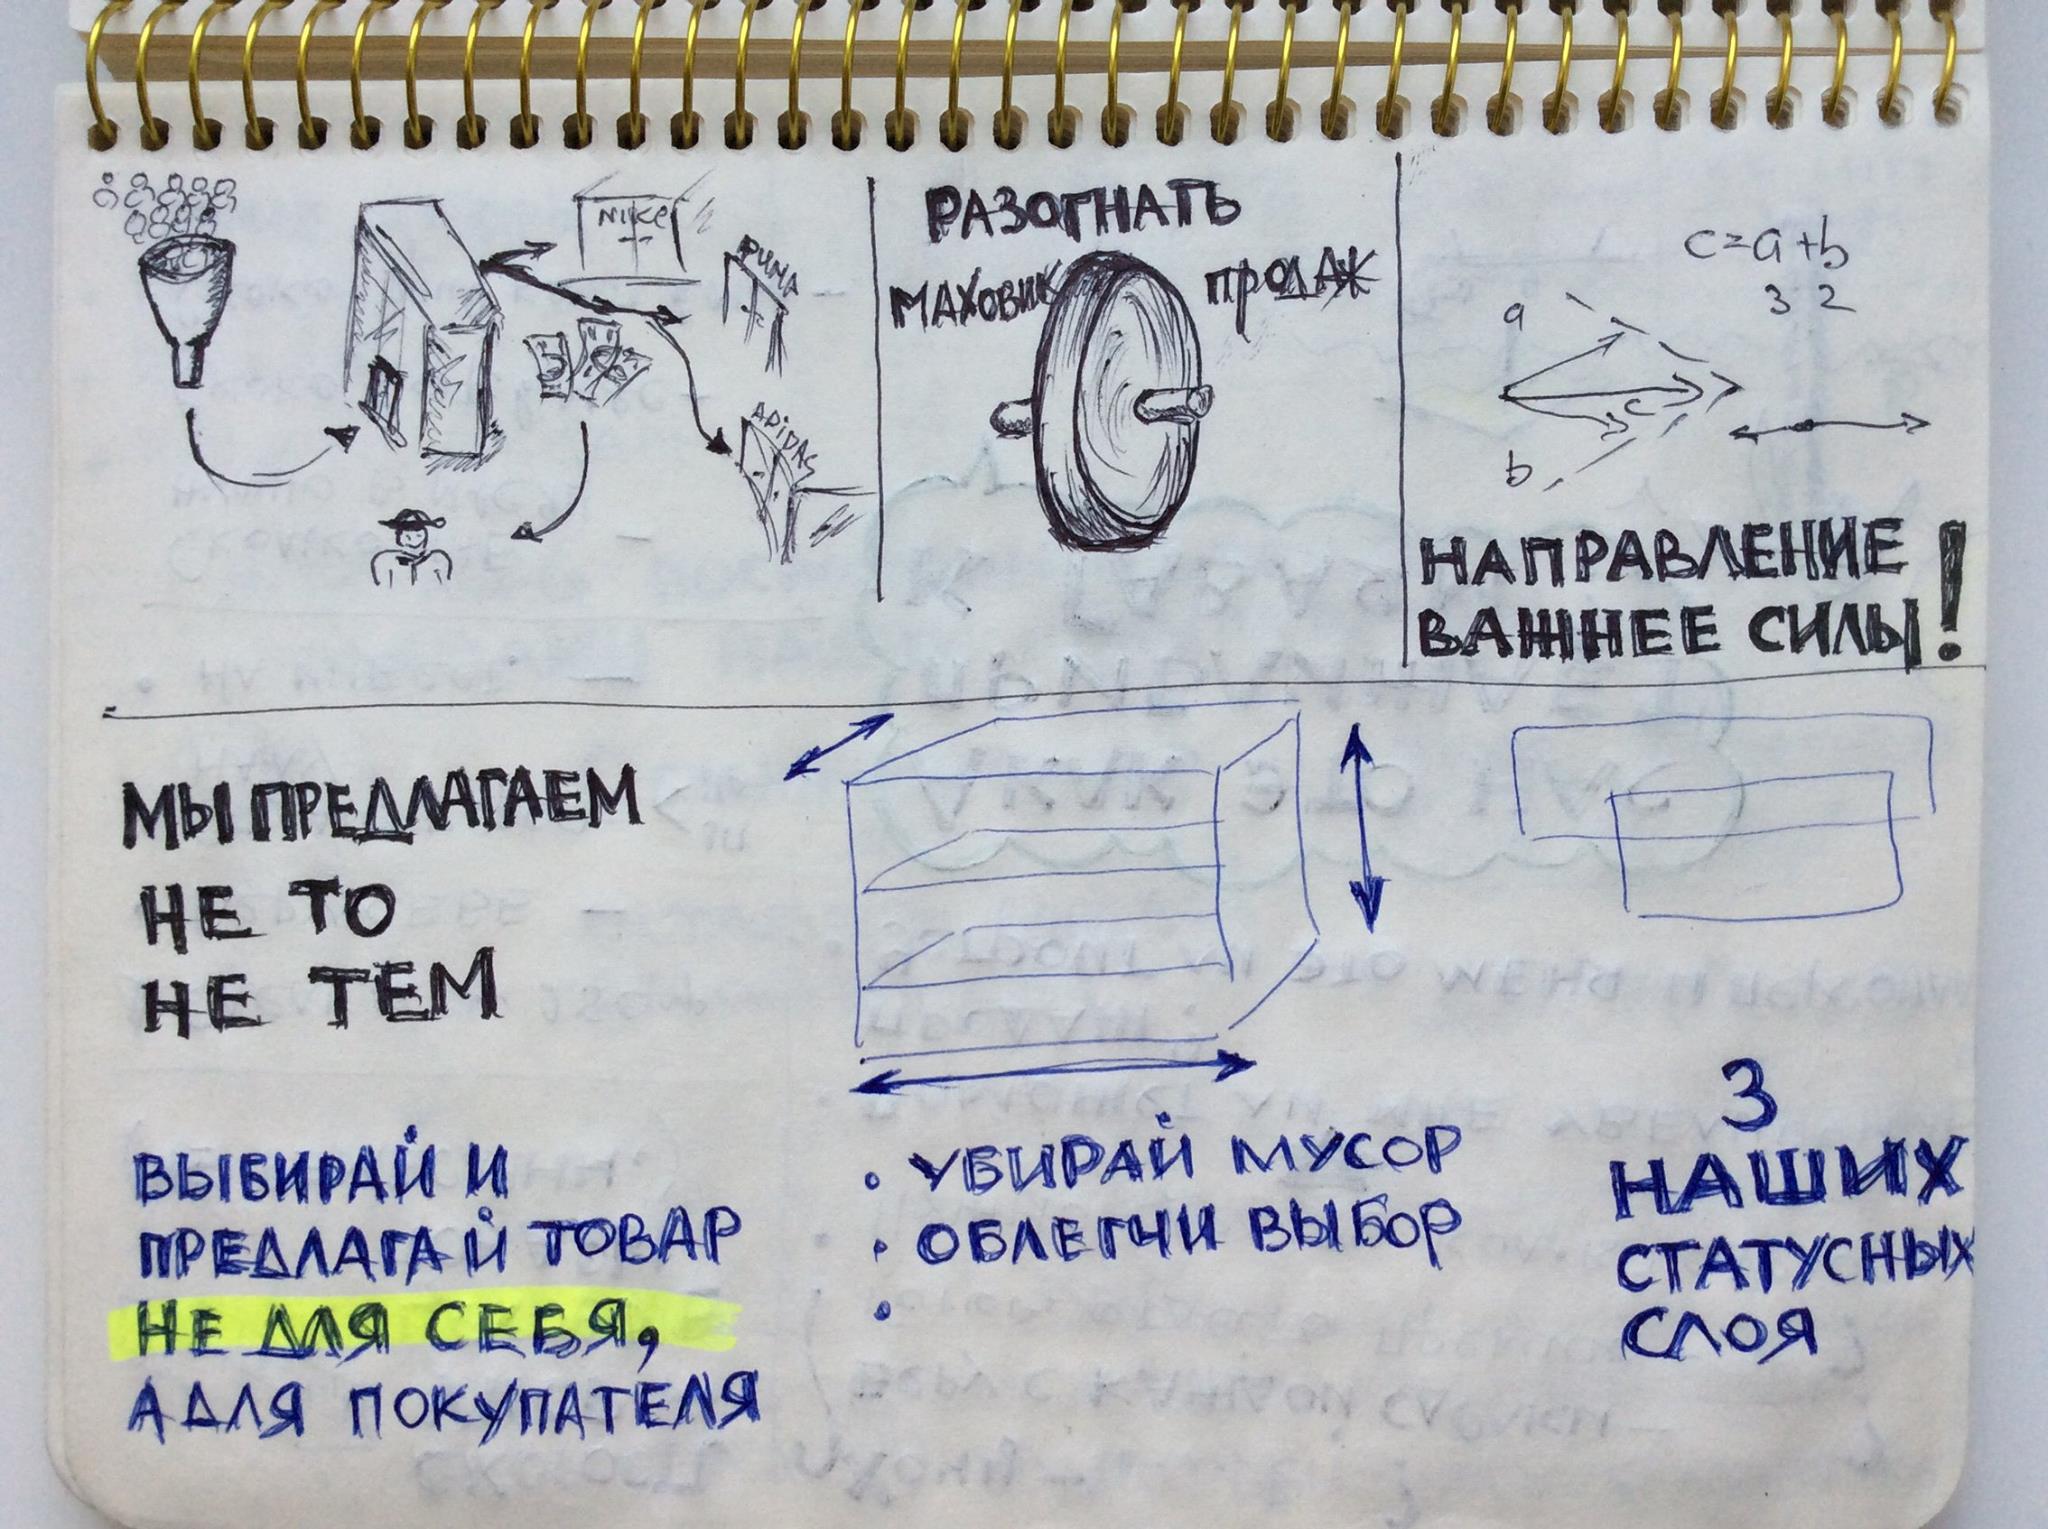 NIKE
PUMA
ADIDAS
РАЗОГНАТЬ
МАХОВИК ПРОДАЖ
c=a+b
3 2
a
c
b
НАПРАВЛЕНИЕ
ВАЖНЕЕ СИЛЫ!
МЫ ПРЕДЛАГАЕМ
НЕ ТО
НЕ ТЕМ
ВЫБИРАЙ И
ПРЕДЛАГАЙ ТОВАР
НЕ ДЛЯ СЕБЯ,
А ДЛЯ ПОКУПАТЕЛЯ
• УБИРАЙ МУСОР
• ОБЛЕГЧИ ВЫБОР
•
3
НАШИХ
СТАТУСНЫХ
СЛОЯ